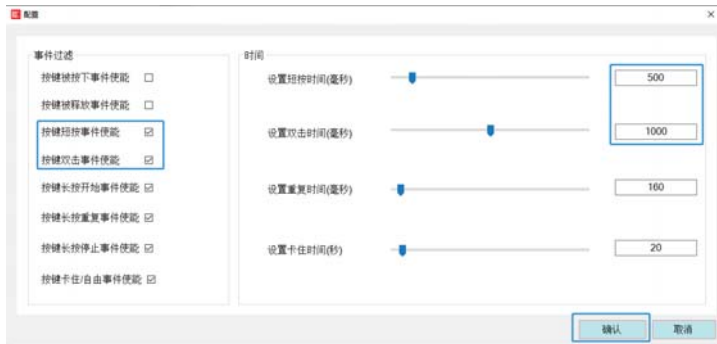 配置
事件过滤
按键被按下事件使能
按键被释放事件使能
按键短按事件使能
按键双击事件使能
按键长按开始事件使能
按键长按重复事件使能
按键长按停止事件使能
按键卡住/自由事件使能
时间
设置短按时间(毫秒) 500
设置双击时间(毫秒) 1000
设置重复时间(毫秒) 160
设置卡住时间(秒) 20
确认 取消